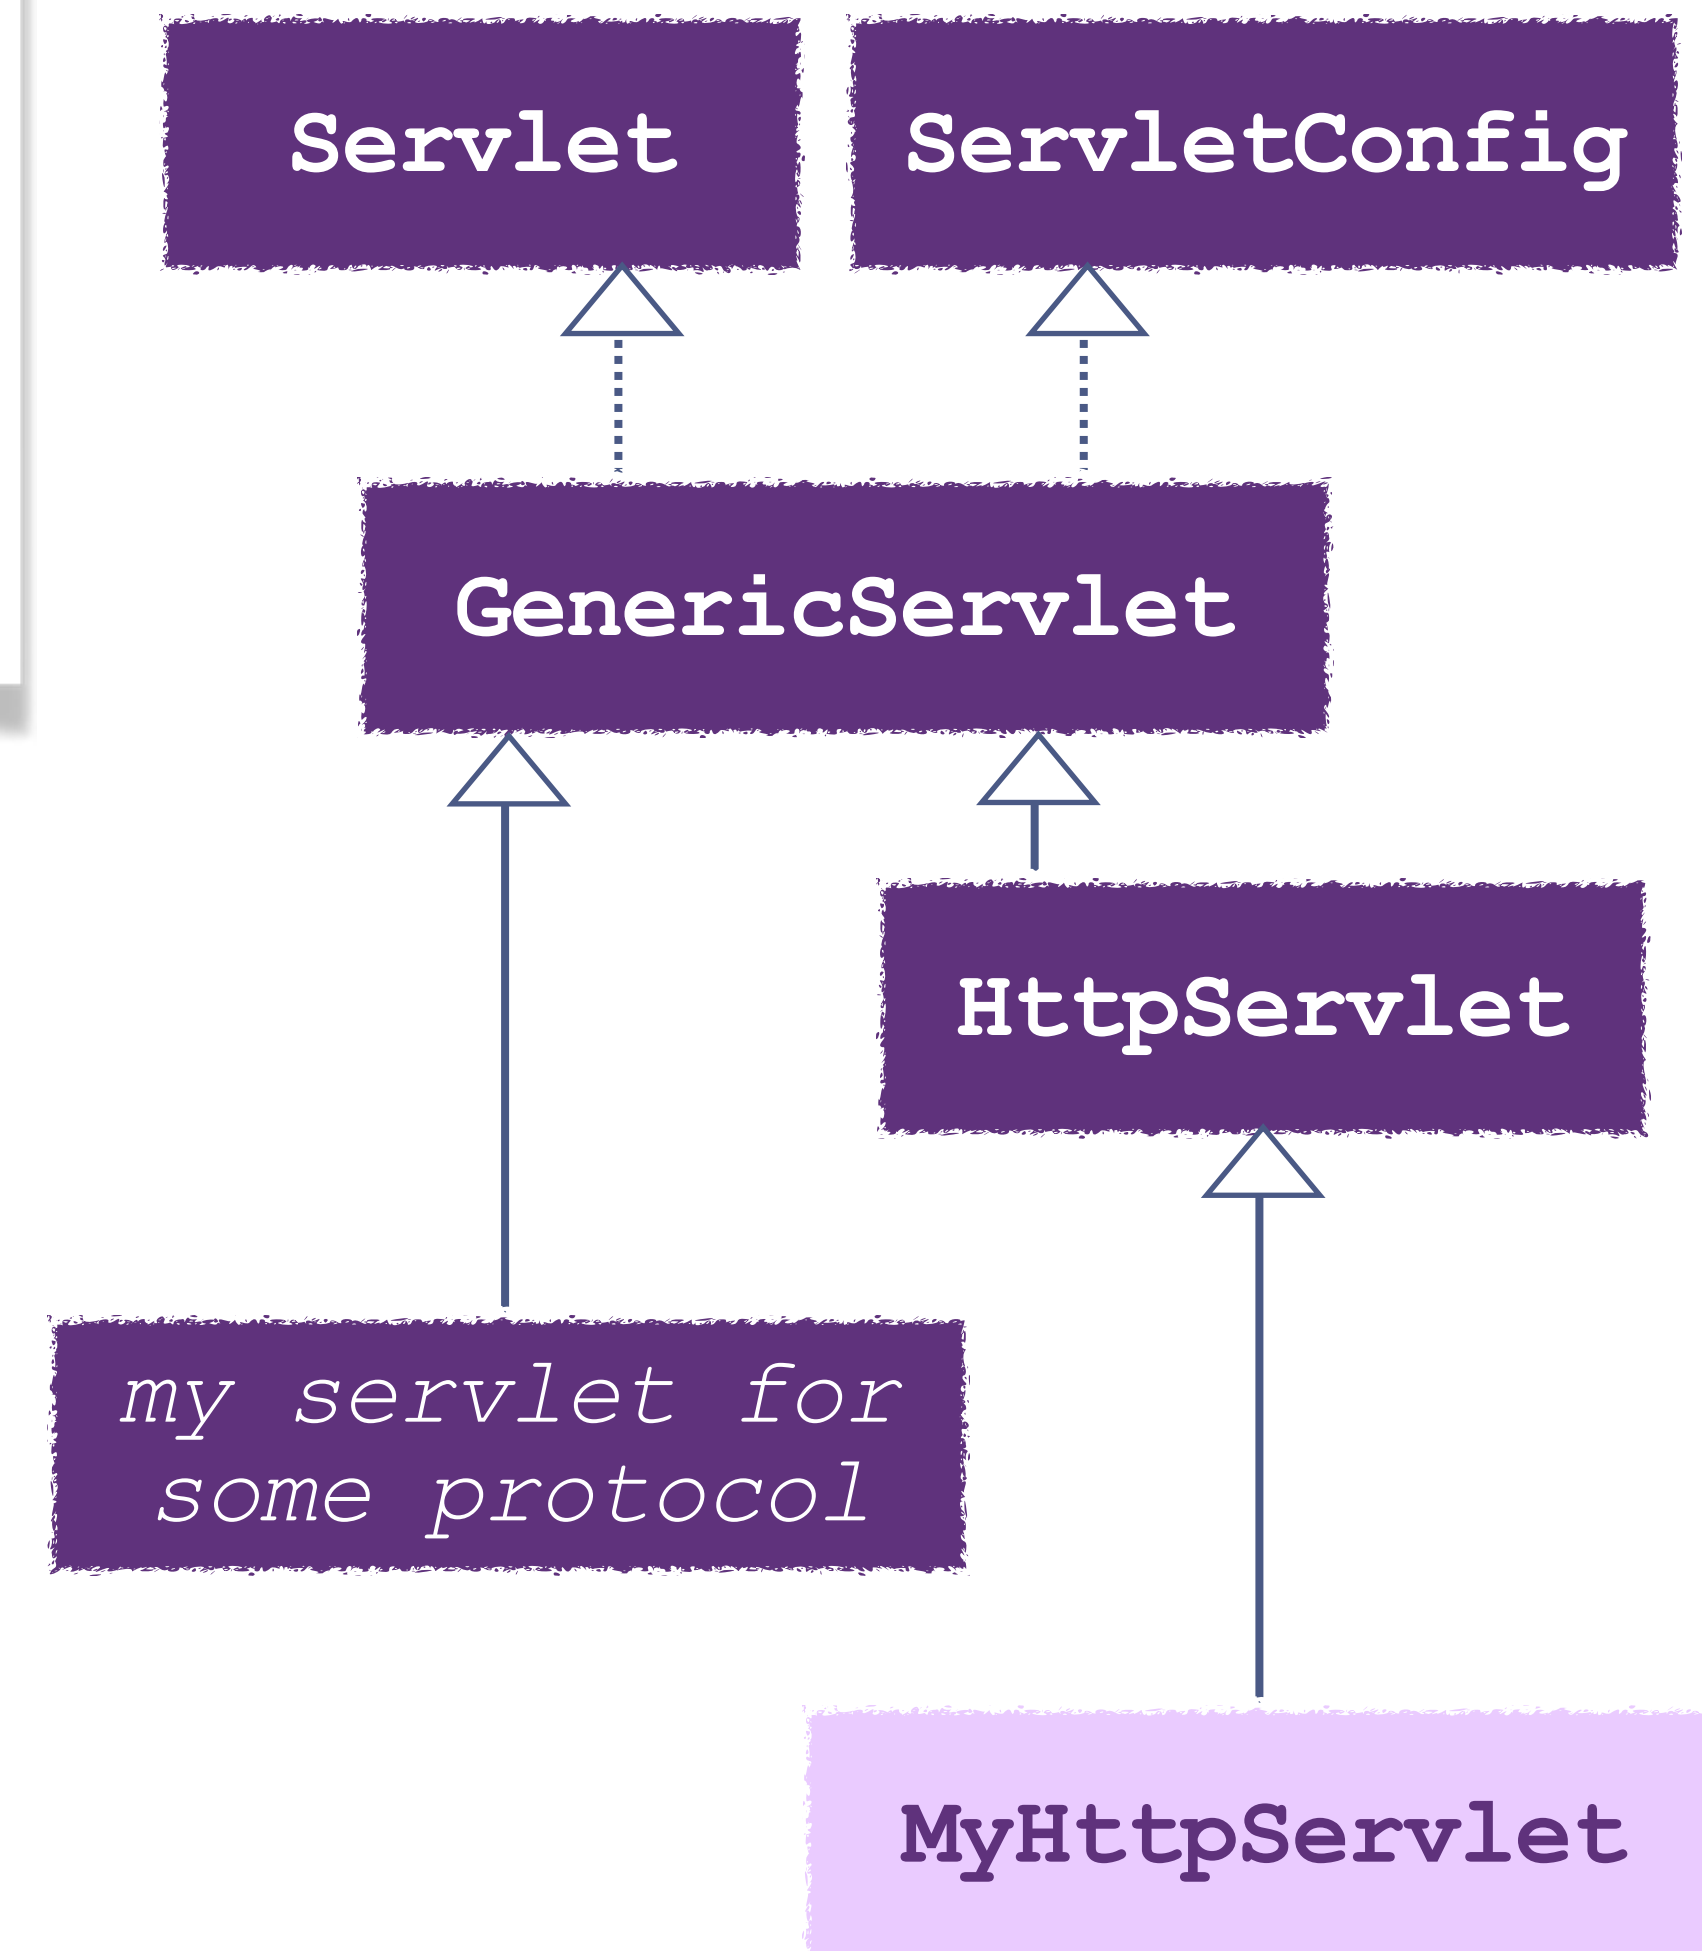 Servlet
ServletConfig
GenericServlet
HttpServlet
my servlet for
some protocol
MyHttpServlet